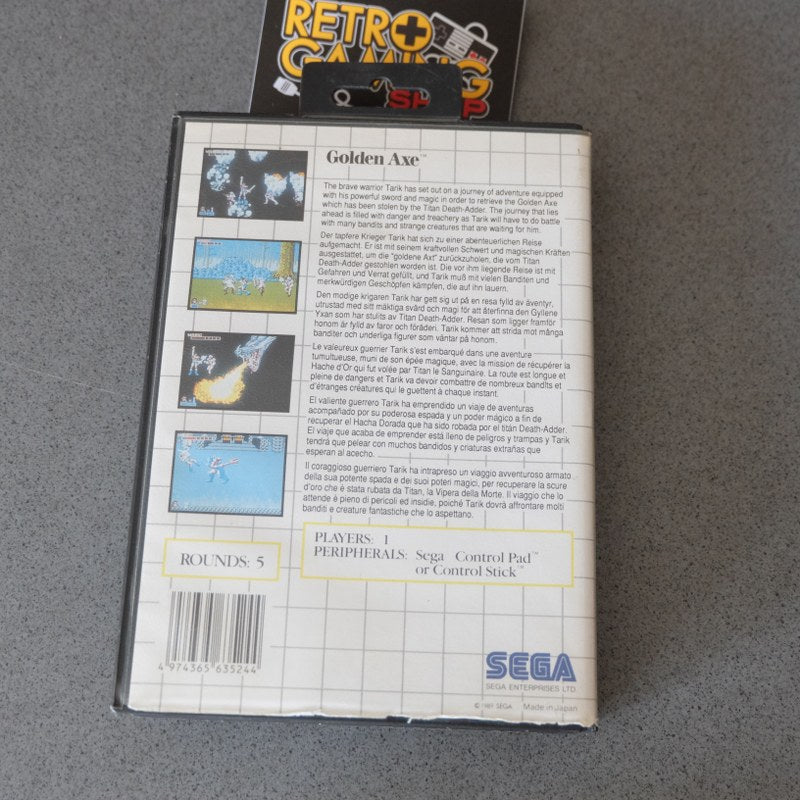 RETRO
GAMING
SHOP
Golden Axe™
The brave warrior Tarik has set out on a journey of adventure equipped
with his powerful sword and magic in order to retrieve the Golden Axe
which has been stolen by the Titan Death-Adder. The journey that lies
ahead is filled with danger and treachery as Tarik will have to do battle
with many bandits and strange creatures that are waiting for him.
Der tapfere Krieger Tarik hat sich zu einer abenteuerlichen Reise
aufgemacht. Er ist mit seinem kraftvollen Schwert und magischen Kräften
ausgestattet, um die "goldene Axt" zurückzuholen, die vom Titan
Death-Adder gestohlen worden ist. Die vor ihm liegende Reise ist mit
Gefahren und Verrat gefüllt, und Tarik muß mit vielen Banditen und
merkwürdigen Geschöpfen kämpfen, die auf ihn lauern.
Den modige krigaren Tarik har gett sig ut på en resa fylld av äventyr,
utrustad med sitt mäktiga svärd och magi för att återfinna den Gyllene
Yxan som har stulits av Titan Death-Adder. Resan som ligger framför
honom är fylld av faror och förräderi. Tarik kommer att strida mot många
banditer och underliga figurer som väntar på honom.
Le valeureux guerrier Tarik s'est embarqué dans une aventure
tumultueuse, muni de son épée magique, avec la mission de récupérer la
Hache d'Or qui fut volée par Titan le Sanguinaire. La route est longue et
pleine de dangers et Tarik va devoir combattre de nombreux bandits et
d'étranges créatures qui le guettent à chaque instant.
El valiente guerrero Tarik ha emprendido un viaje de aventuras
acompañado por su poderosa espada y un poder mágico a fin de
recuperar el Hacha Dorada que ha sido robada por el titán Death-Adder.
El viaje que acaba de emprender está lleno de peligros y trampas y Tarik
tendrá que pelear con muchos bandidos y criaturas extrañas que
esperan al acecho.
Il coraggioso guerriero Tarik ha intrapreso un viaggio avventuroso armato
della sua potente spada e dei suoi poteri magici, per recuperare la scure
d'oro che è stata rubata da Titan, la Vipera della Morte. Il viaggio che lo
attende è pieno di pericoli ed insidie, poiché Tarik dovrà affrontare molti
banditi e creature fantastiche che lo aspettano.
ROUNDS: 5
PLAYERS: 1
PERIPHERALS: Sega Control Pad™
or Control Stick™
4 974365 635244
SEGA
SEGA ENTERPRISES LTD.
© 1989 SEGA Made in Japan